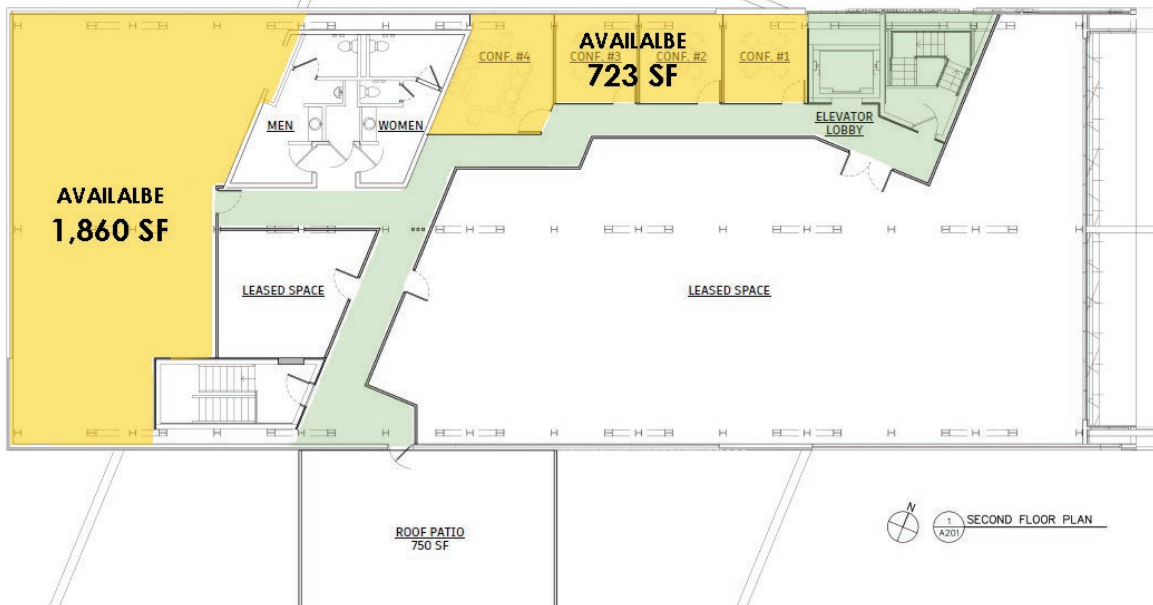 CONF. #4
AVAILALBE
CONF. #3
CONF. #2
723 SF
CONF. #1
MEN
WOMEN
ELEVATOR
LOBBY
AVAILALBE
1,860 SF
LEASED SPACE
LEASED SPACE
ROOF PATIO
750 SF
N
1
A201
SECOND FLOOR PLAN